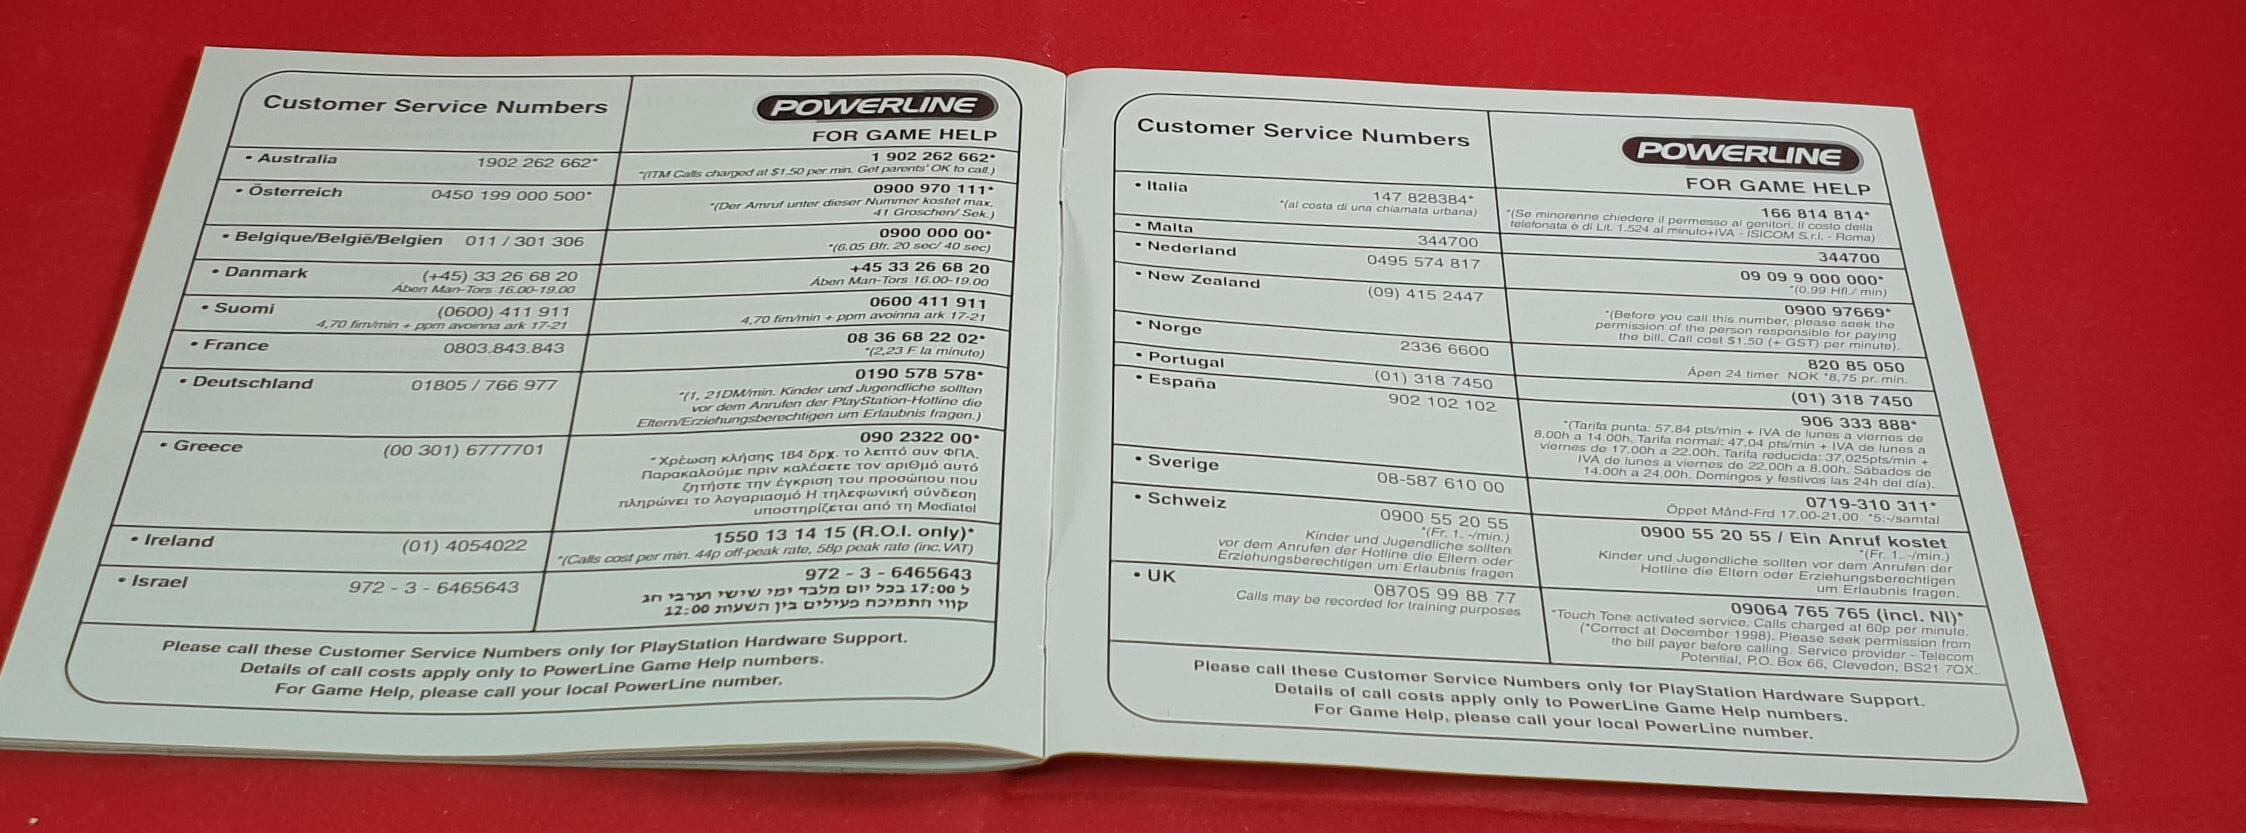 Customer Service Numbers
POWERLINE
FOR GAME HELP
• Australia 1902 262 662*
1 902 262 662*
*(ITM Calls charged at $1.50 per min. Get parents' OK to call.)
• Österreich 0450 199 000 500*
0900 970 111*
*(Der Amruf unter dieser Nummer kostet max.
41 Groschen/ Sek.)
• Belgique/België/Belgien 011 / 301 306
0900 000 00*
*(6.05 Bfr. 20 sec/ 40 sec)
• Danmark (+45) 33 26 68 20
Åben Man-Tors 16.00-19.00
+45 33 26 68 20
Åben Man-Tors 16.00-19.00
• Suomi (0600) 411 911
4,70 fim/min + ppm avoinna ark 17-21
0600 411 911
4,70 fim/min + ppm avoinna ark 17-21
• France 0803.843.843
08 36 68 22 02*
*(2,23 F la minute)
• Deutschland 01805 / 766 977
0190 578 578*
*(1, 21DM/min. Kinder und Jugendliche sollten
vor dem Anrufen der PlayStation-Hotline die
Eltern/Erziehungsberechtigen um Erlaubnis fragen.)
• Greece (00 301) 6777701
090 2322 00*
*Χρέωση κλήσης 184 δρχ. το λεπτό συν ΦΠΑ.
Παρακαλούμε πριν καλέσετε τον αριθμό αυτό
ζητήστε την έγκριση του προσώπου που
πληρώνει το λογαριασμό Η τηλεφωνική σύνδεση
υποστηρίζεται από τη Mediatel
• Ireland (01) 4054022
1550 13 14 15 (R.O.I. only)*
*(Calls cost per min. 44p off-peak rate, 58p peak rate (inc.VAT)
• Israel 972 - 3 - 6465643
972 - 3 - 6465643
ל 17:00 בכל יום מלבד ימי שישי וערבי חג
קווי התמיכה פעילים בין השעות 12:00
Please call these Customer Service Numbers only for PlayStation Hardware Support.
Details of call costs apply only to PowerLine Game Help numbers.
For Game Help, please call your local PowerLine number.
Customer Service Numbers
POWERLINE
FOR GAME HELP
• Italia 147 828384*
*(al costa di una chiamata urbana)
166 814 814*
*(Se minorenne chiedere il permesso ai genitori. Il costo della
telefonata è di Lit. 1.524 al minuto+IVA - ISICOM S.r.l. - Roma)
• Malta 344700
344700
• Nederland 0495 574 817
09 09 9 000 000*
*(0.99 Hfl./ min)
• New Zealand (09) 415 2447
0900 97669*
*(Before you call this number, please seek the
permission of the person responsible for paying
the bill. Call cost $1.50 (+ GST) per minute).
• Norge 2336 6600
820 85 050
Åpen 24 timer NOK *8,75 pr. min.
• Portugal (01) 318 7450
(01) 318 7450
• España 902 102 102
906 333 888*
*(Tarifa punta: 57.84 pts/min + IVA de lunes a viernes de
8.00h a 14.00h. Tarifa normal: 47,04 pts/min + IVA de lunes a
viernes de 17.00h a 22.00h. Tarifa reducida: 37,025pts/min +
IVA de lunes a viernes de 22.00h a 8.00h. Sábados de
14.00h a 24.00h. Domingos y festivos las 24h del día).
• Sverige 08-587 610 00
0719-310 311*
Öppet Månd-Frd 17.00-21.00 *5:-/samtal
• Schweiz 0900 55 20 55
*(Fr. 1. -/min.)
Kinder und Jugendliche sollten
vor dem Anrufen der Hotline die Eltern oder
Erziehungsberechtigen um Erlaubnis fragen
0900 55 20 55 / Ein Anruf kostet
*(Fr. 1. -/min.)
Kinder und Jugendliche sollten vor dem Anrufen der
Hotline die Eltern oder Erziehungsberechtigen
um Erlaubnis fragen.
• UK 08705 99 88 77
Calls may be recorded for training purposes
09064 765 765 (incl. NI)*
*Touch Tone activated service. Calls charged at 60p per minute.
(*Correct at December 1998). Please seek permission from
the bill payer before calling. Service provider - Telecom
Potential, P.O. Box 66, Clevedon, BS21 7QX.
Please call these Customer Service Numbers only for PlayStation Hardware Support.
Details of call costs apply only to PowerLine Game Help numbers.
For Game Help, please call your local PowerLine number.